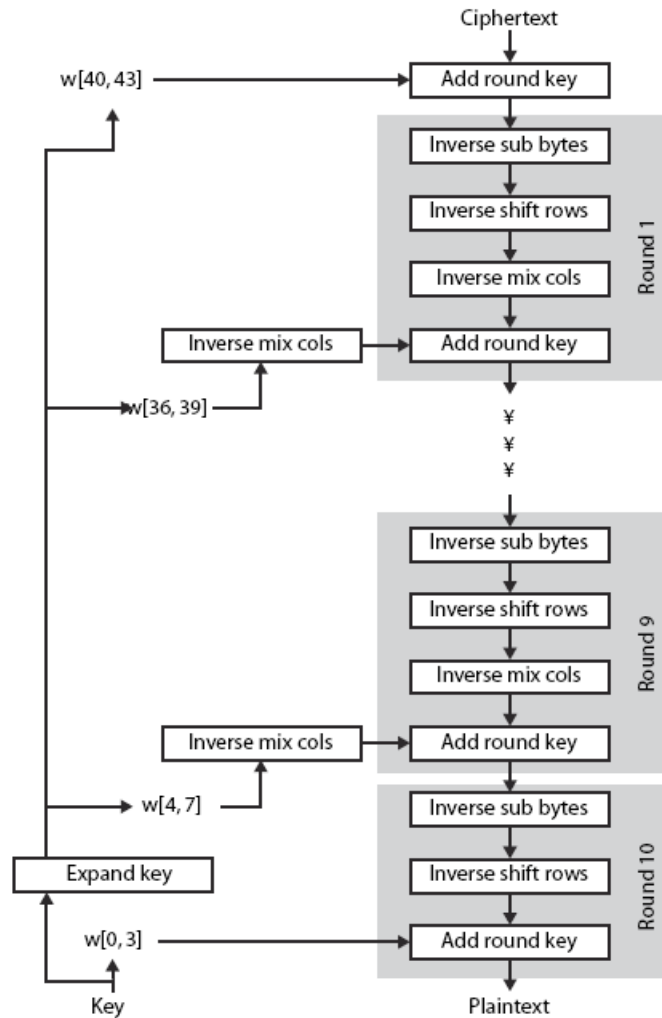 Ciphertext
w[40, 43]
Add round key
Inverse sub bytes
Inverse shift rows
Inverse mix cols
Round 1
Inverse mix cols
Add round key
w[36, 39]
¥
¥
¥
Inverse sub bytes
Inverse shift rows
Round 9
Inverse mix cols
Inverse mix cols
Add round key
w[4, 7]
Inverse sub bytes
Expand key
Inverse shift rows
Round 10
w[0, 3]
Add round key
Key
Plaintext